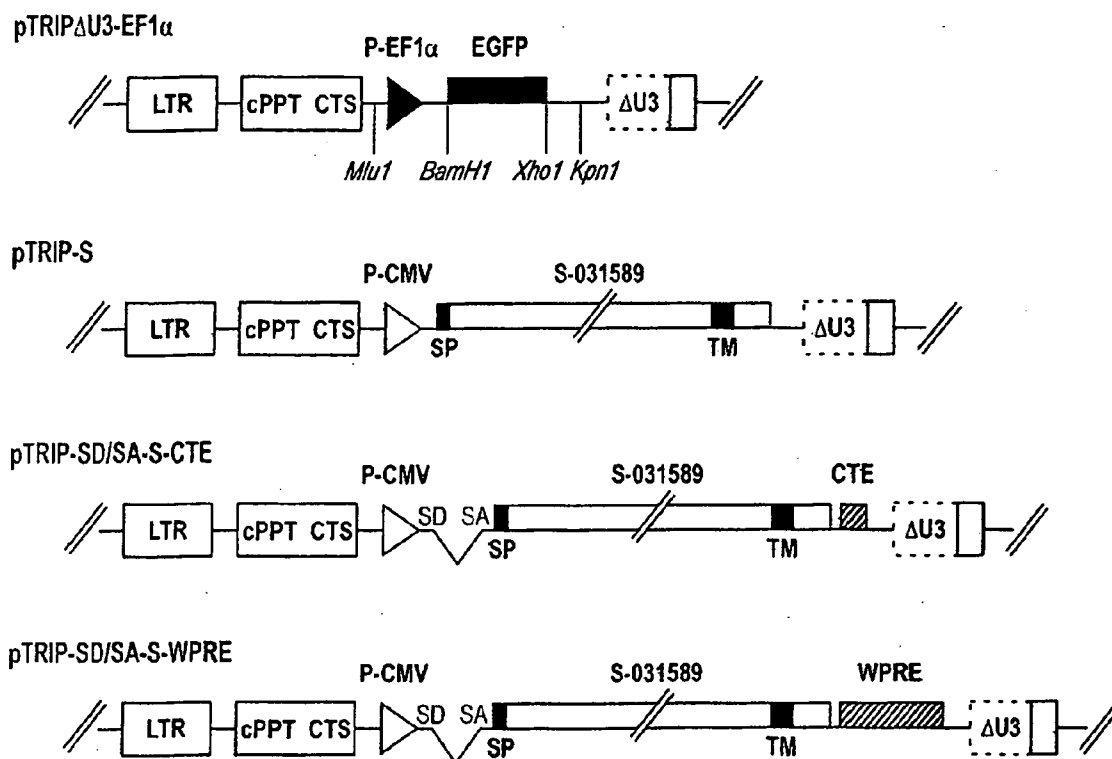 pTRIPΔU3-EF1α
P-EF1α EGFP
LTR cPPT CTS ΔU3
Mlu1 BamH1 Xho1 Kpn1
pTRIP-S
P-CMV S-031589
LTR cPPT CTS ΔU3
SP TM
pTRIP-SD/SA-S-CTE
P-CMV S-031589 CTE
SD SA
LTR cPPT CTS ΔU3
SP TM
pTRIP-SD/SA-S-WPRE
P-CMV S-031589 WPRE
SD SA
LTR cPPT CTS ΔU3
SP TM